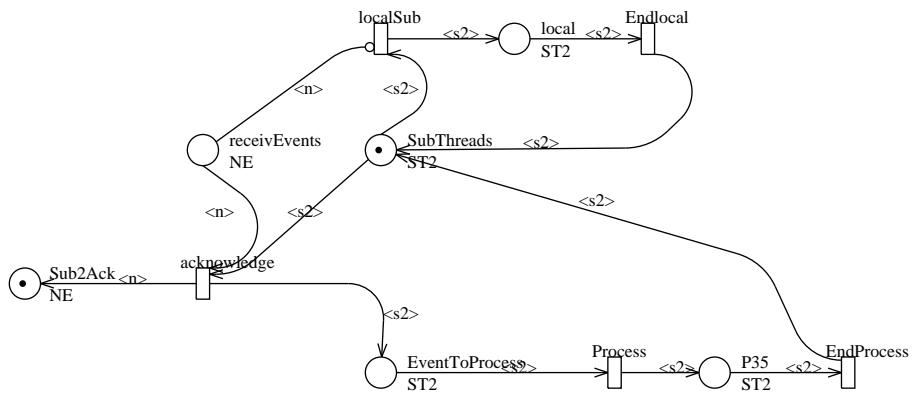 localSub
<s2>
local
ST2
<s2>
Endlocal
<n>
<s2>
receivEvents
NE
SubThreads
ST2
<s2>
<n>
<s2>
<s2>
acknowledge
Sub2Ack
NE
<n>
<s2>
EventToProcess
ST2
<s2>
Process
<s2>
P35
ST2
<s2>
EndProcess